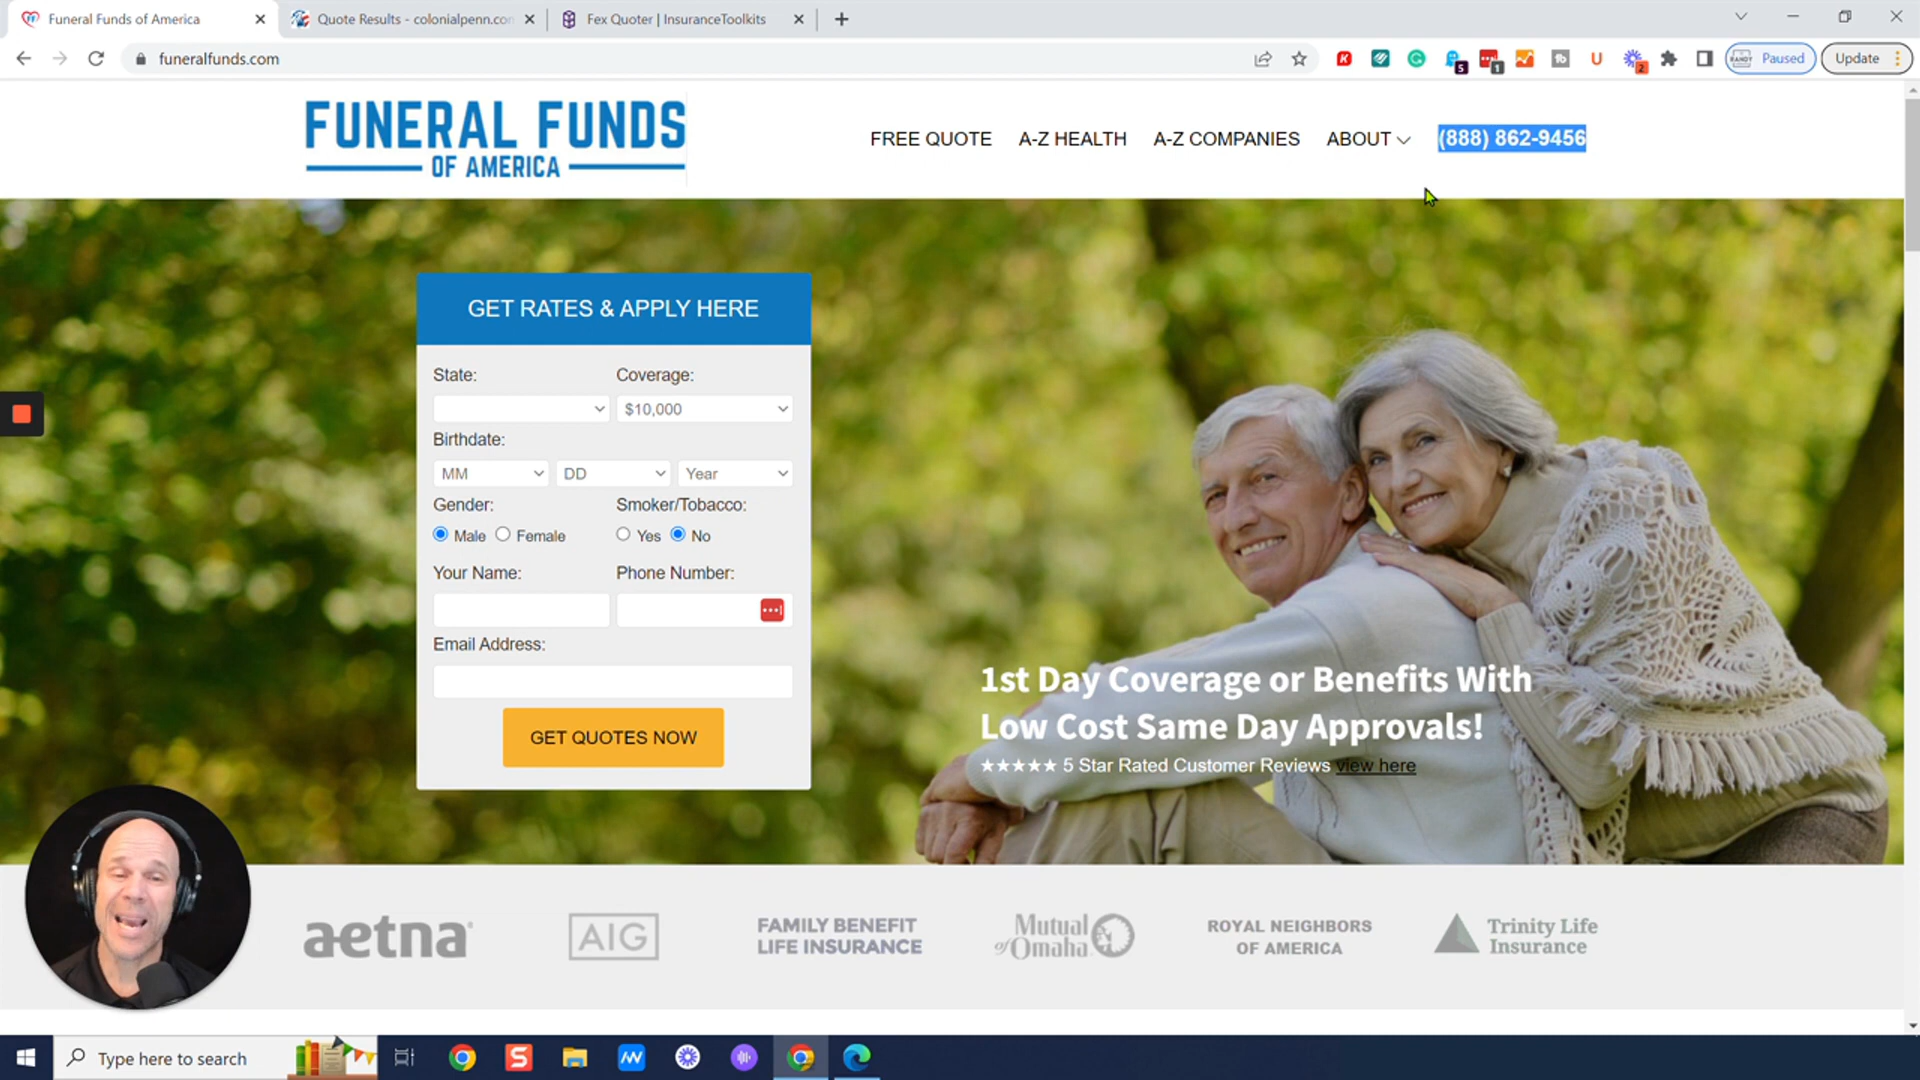 Funeral Funds of America
Quote Results - colonialpenn.com
Fex Quoter | InsuranceToolkits
funeralfunds.com
5
1
2
Paused
Update
FUNERAL FUNDS
OF AMERICA
FREE QUOTE
A-Z HEALTH
A-Z COMPANIES
ABOUT
(888) 862-9456
GET RATES & APPLY HERE
State:
Coverage:
$10,000
Birthdate:
MM
DD
Year
Gender:
Smoker/Tobacco:
Male
Female
Yes
No
Your Name:
Phone Number:
Email Address:
GET QUOTES NOW
1st Day Coverage or Benefits With
Low Cost Same Day Approvals!
★★★★★ 5 Star Rated Customer Reviews view here
aetna
AIG
FAMILY BENEFIT
LIFE INSURANCE
Mutual
of Omaha
ROYAL NEIGHBORS
OF AMERICA
Trinity Life
Insurance
Type here to search